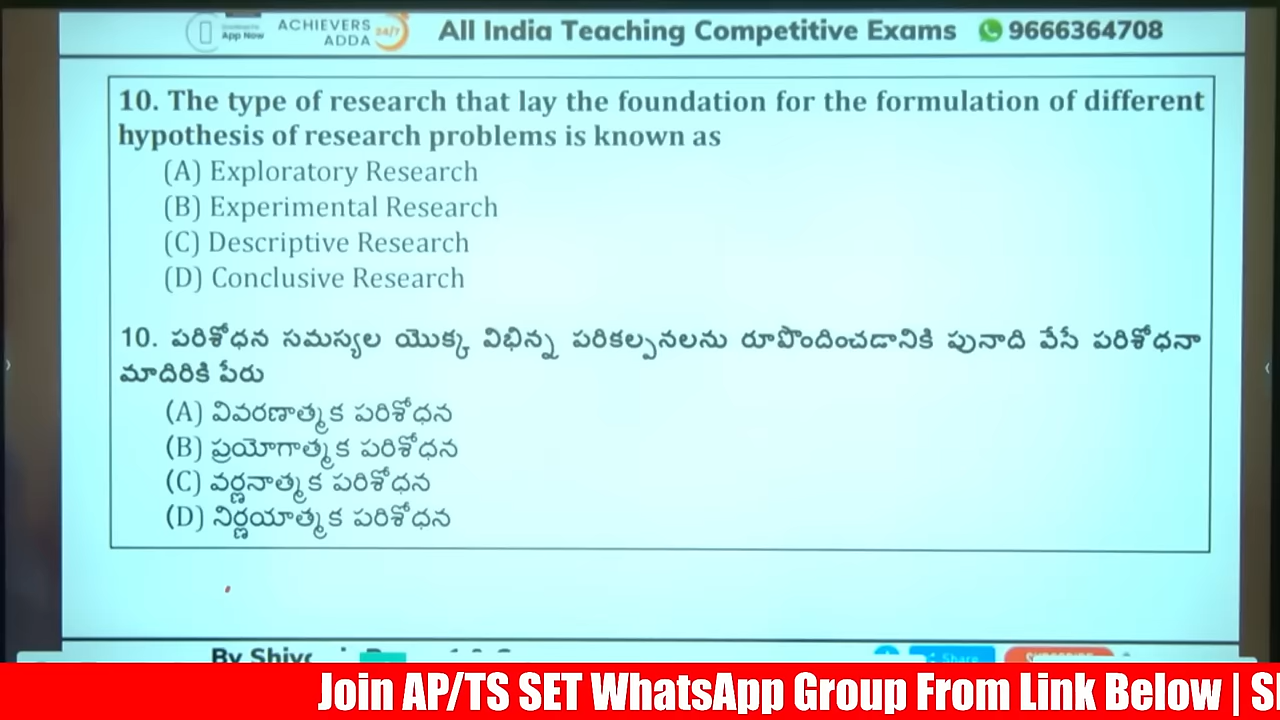 App Now
ACHIEVERS
ADDA
24/7
All India Teaching Competitive Exams
9666364708
10. The type of research that lay the foundation for the formulation of different
hypothesis of research problems is known as
(A) Exploratory Research
(B) Experimental Research
(C) Descriptive Research
(D) Conclusive Research
10. పరిశోధన సమస్యల యొక్క విభిన్న పరికల్పనలను రూపొందించడానికి పునాది వేసే పరిశోధనా
మాదిరికి పేరు
(A) వివరణాత్మక పరిశోధన
(B) ప్రయోగాత్మక పరిశోధన
(C) వర్ణనాత్మక పరిశోధన
(D) నిర్ణయాత్మక పరిశోధన
By
Share
Join AP/TS SET WhatsApp Group From Link Below |